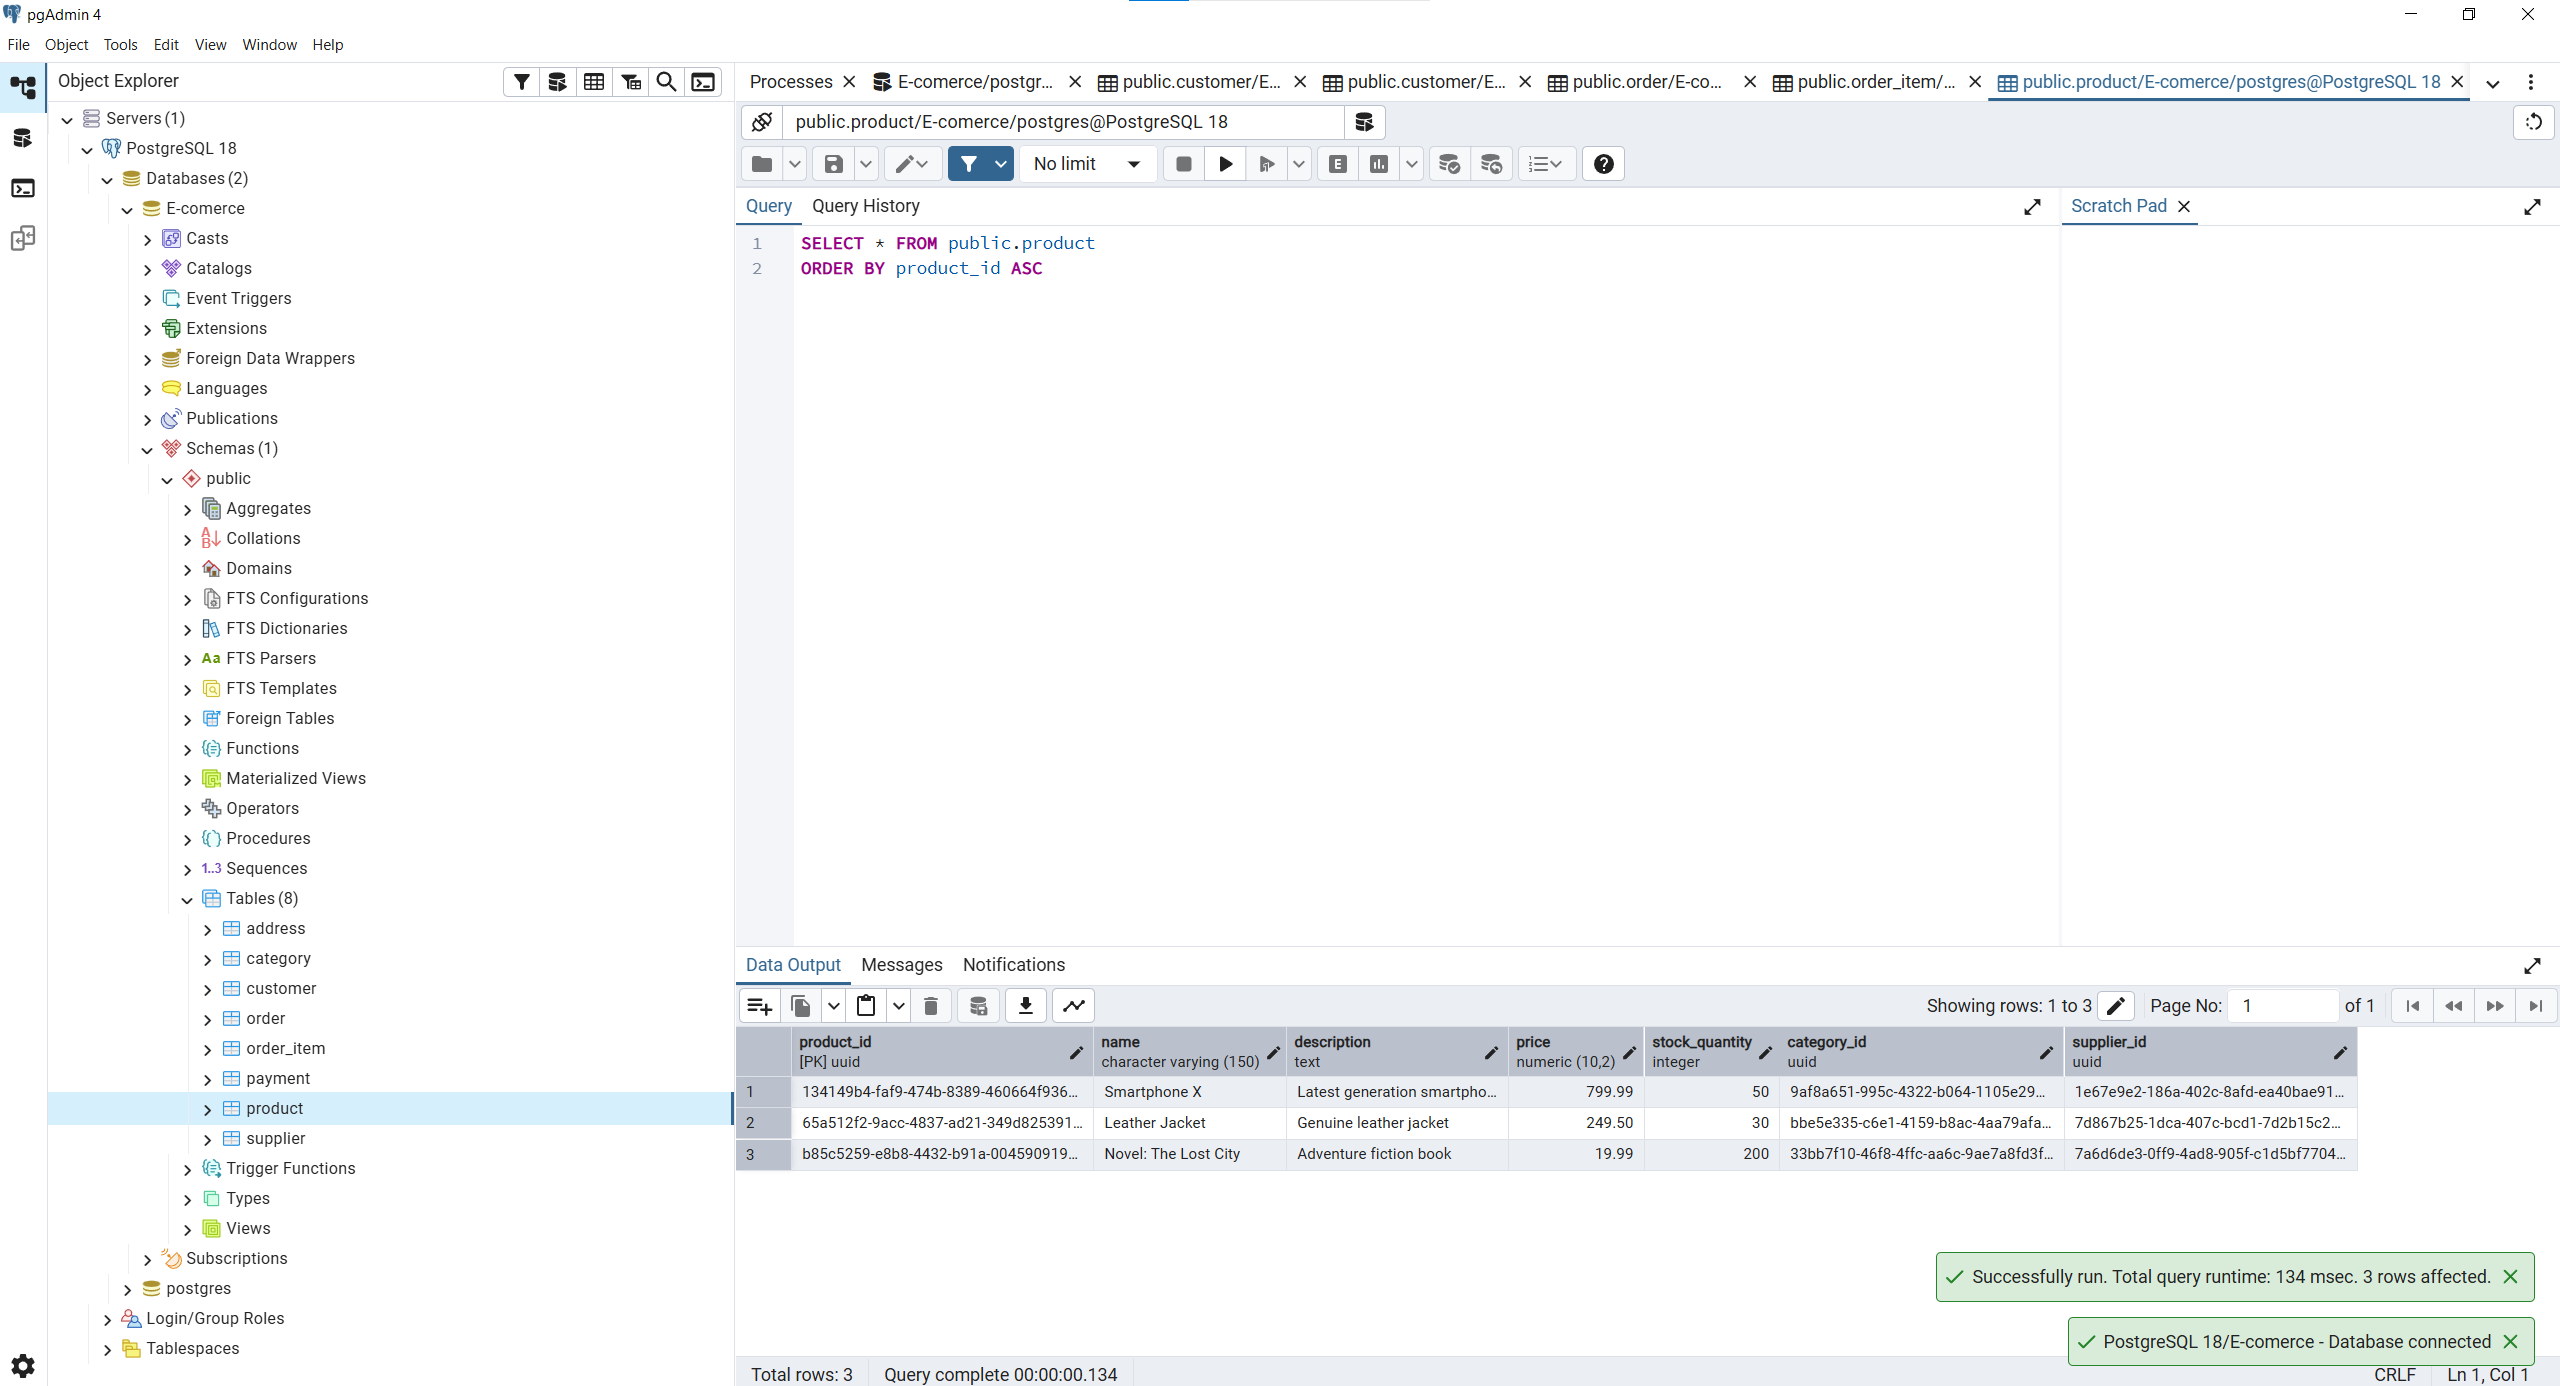 pgAdmin 4
File Object Tools Edit View Window Help
Object Explorer
Servers (1)
PostgreSQL 18
Databases (2)
E-comerce
Casts
Catalogs
Event Triggers
Extensions
Foreign Data Wrappers
Languages
Publications
Schemas (1)
public
Aggregates
Collations
Domains
FTS Configurations
FTS Dictionaries
Aa FTS Parsers
FTS Templates
Foreign Tables
Functions
Materialized Views
Operators
Procedures
1..3 Sequences
Tables (8)
address
category
customer
order
order_item
payment
product
supplier
Trigger Functions
Types
Views
Subscriptions
postgres
Login/Group Roles
Tablespaces
Processes E-comerce/postgr... public.customer/E... public.customer/E... public.order/E-co... public.order_item/... public.product/E-comerce/postgres@PostgreSQL 18
public.product/E-comerce/postgres@PostgreSQL 18
No limit E
Query Query History Scratch Pad
1 SELECT * FROM public.product
2 ORDER BY product_id ASC
Data Output Messages Notifications
Showing rows: 1 to 3 Page No: 1 of 1
product_id name description price stock_quantity category_id supplier_id
[PK] uuid character varying (150) text numeric (10,2) integer uuid uuid
1 134149b4-faf9-474b-8389-460664f936... Smartphone X Latest generation smartpho... 799.99 50 9af8a651-995c-4322-b064-1105e29... 1e67e9e2-186a-402c-8afd-ea40bae91...
2 65a512f2-9acc-4837-ad21-349d825391... Leather Jacket Genuine leather jacket 249.50 30 bbe5e335-c6e1-4159-b8ac-4aa79afa... 7d867b25-1dca-407c-bcd1-7d2b15c2...
3 b85c5259-e8b8-4432-b91a-004590919... Novel: The Lost City Adventure fiction book 19.99 200 33bb7f10-46f8-4ffc-aa6c-9ae7a8fd3f... 7a6d6de3-0ff9-4ad8-905f-c1d5bf7704...
Successfully run. Total query runtime: 134 msec. 3 rows affected.
PostgreSQL 18/E-comerce - Database connected
Total rows: 3 Query complete 00:00:00.134 CRLF Ln 1, Col 1